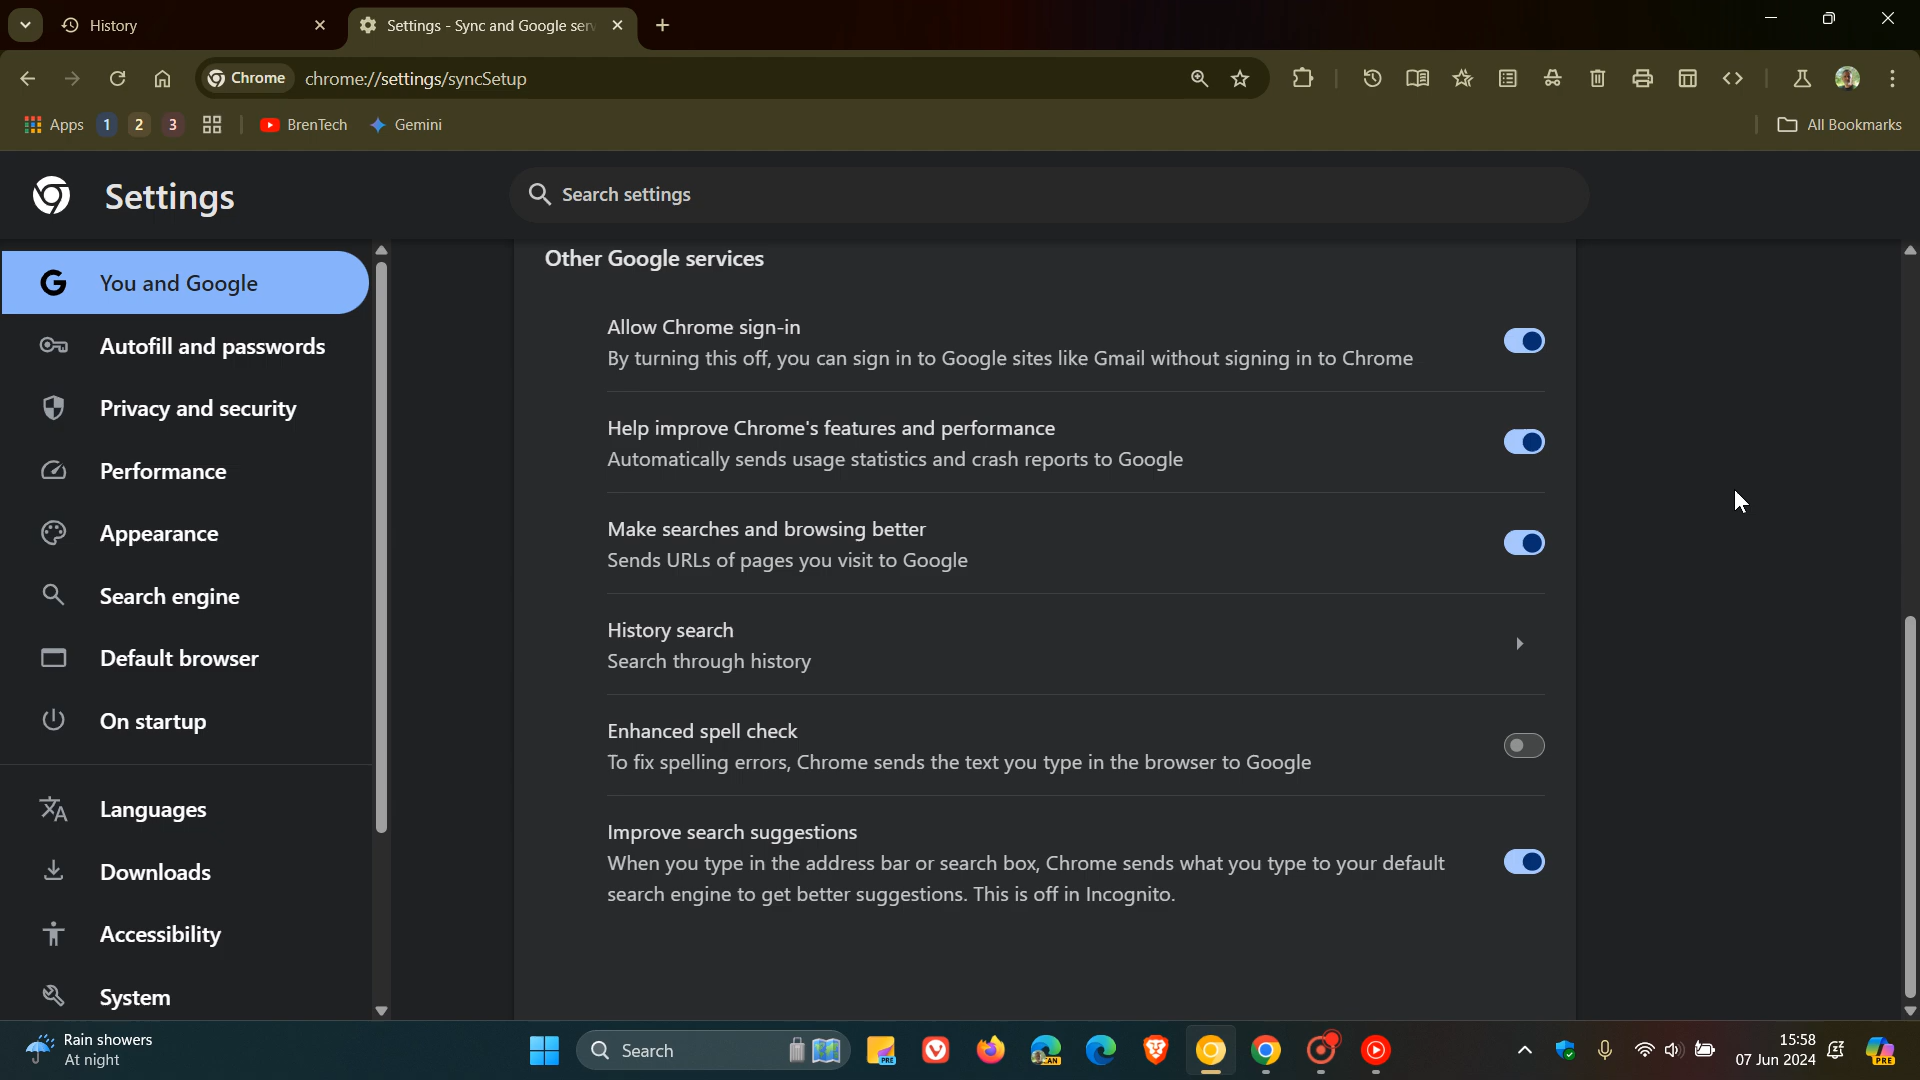 History
Settings - Sync and Google ser
Chrome
chrome://settings/syncSetup
Apps
1
2
3
BrenTech
Gemini
All Bookmarks
Settings
Search settings
You and Google
Autofill and passwords
Privacy and security
Performance
Appearance
Search engine
Default browser
On startup
Languages
Downloads
Accessibility
System
Other Google services
Allow Chrome sign-in
By turning this off, you can sign in to Google sites like Gmail without signing in to Chrome
Help improve Chrome's features and performance
Automatically sends usage statistics and crash reports to Google
Make searches and browsing better
Sends URLs of pages you visit to Google
History search
Search through history
Enhanced spell check
To fix spelling errors, Chrome sends the text you type in the browser to Google
Improve search suggestions
When you type in the address bar or search box, Chrome sends what you type to your default
search engine to get better suggestions. This is off in Incognito.
Rain showers
At night
Search
PRE
CAN
15:58
07 Jun 2024
PRE